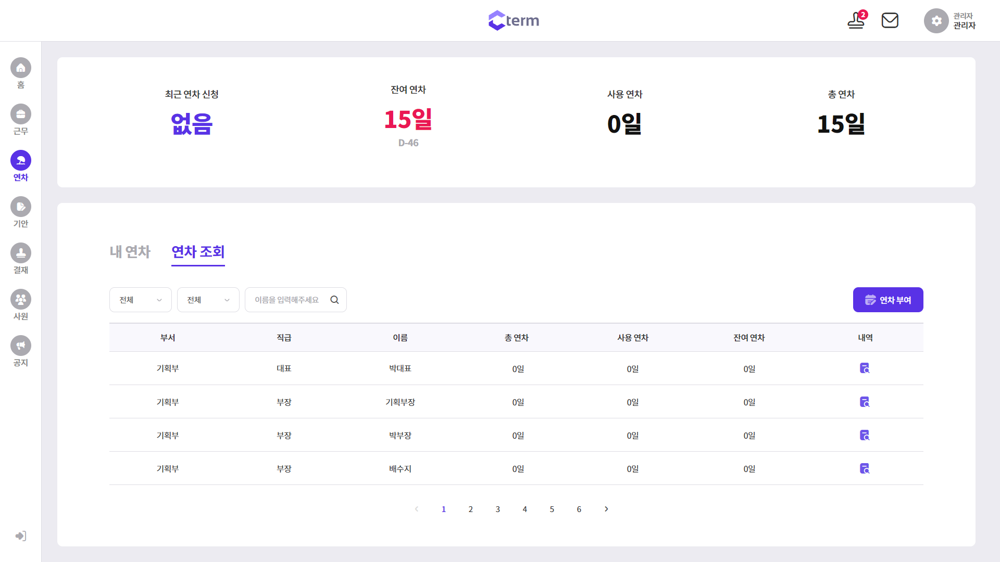 term
2
관리자
관리자
홈
근무
연차
기안
결재
사원
공지
최근 연차 신청
없음
잔여 연차
15일
D-46
사용 연차
0일
총 연차
15일
내 연차
연차 조회
전체
전체
이름을 입력해주세요
연차 부여
부서 직급 이름 총 연차 사용 연차 잔여 연차 내역
기획부 대표 박대표 0일 0일 0일
기획부 부장 기획부장 0일 0일 0일
기획부 부장 박부장 0일 0일 0일
기획부 부장 배수지 0일 0일 0일
1 2 3 4 5 6